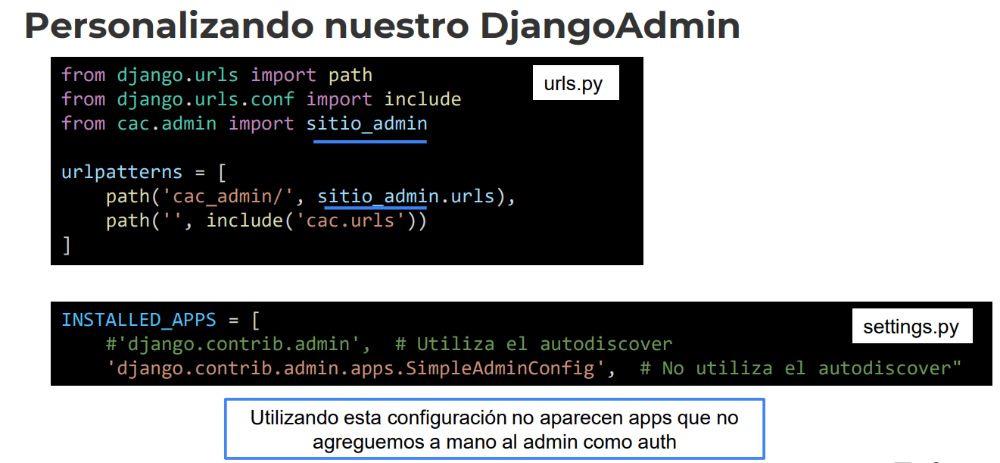 Personalizando nuestro DjangoAdmin
from django.urls import path
urls.py
from django.urls.conf import include
from cac.admin import sitio_admin
urlpatterns = [
path('cac_admin/', sitio_admin.urls),
path('', include('cac.urls'))
]
INSTALLED_APPS = [
settings.py
#'django.contrib.admin',  # Utiliza el autodiscover
'django.contrib.admin.apps.SimpleAdminConfig',  # No utiliza el autodiscover"
Utilizando esta configuración no aparecen apps que no
agreguemos a mano al admin como auth